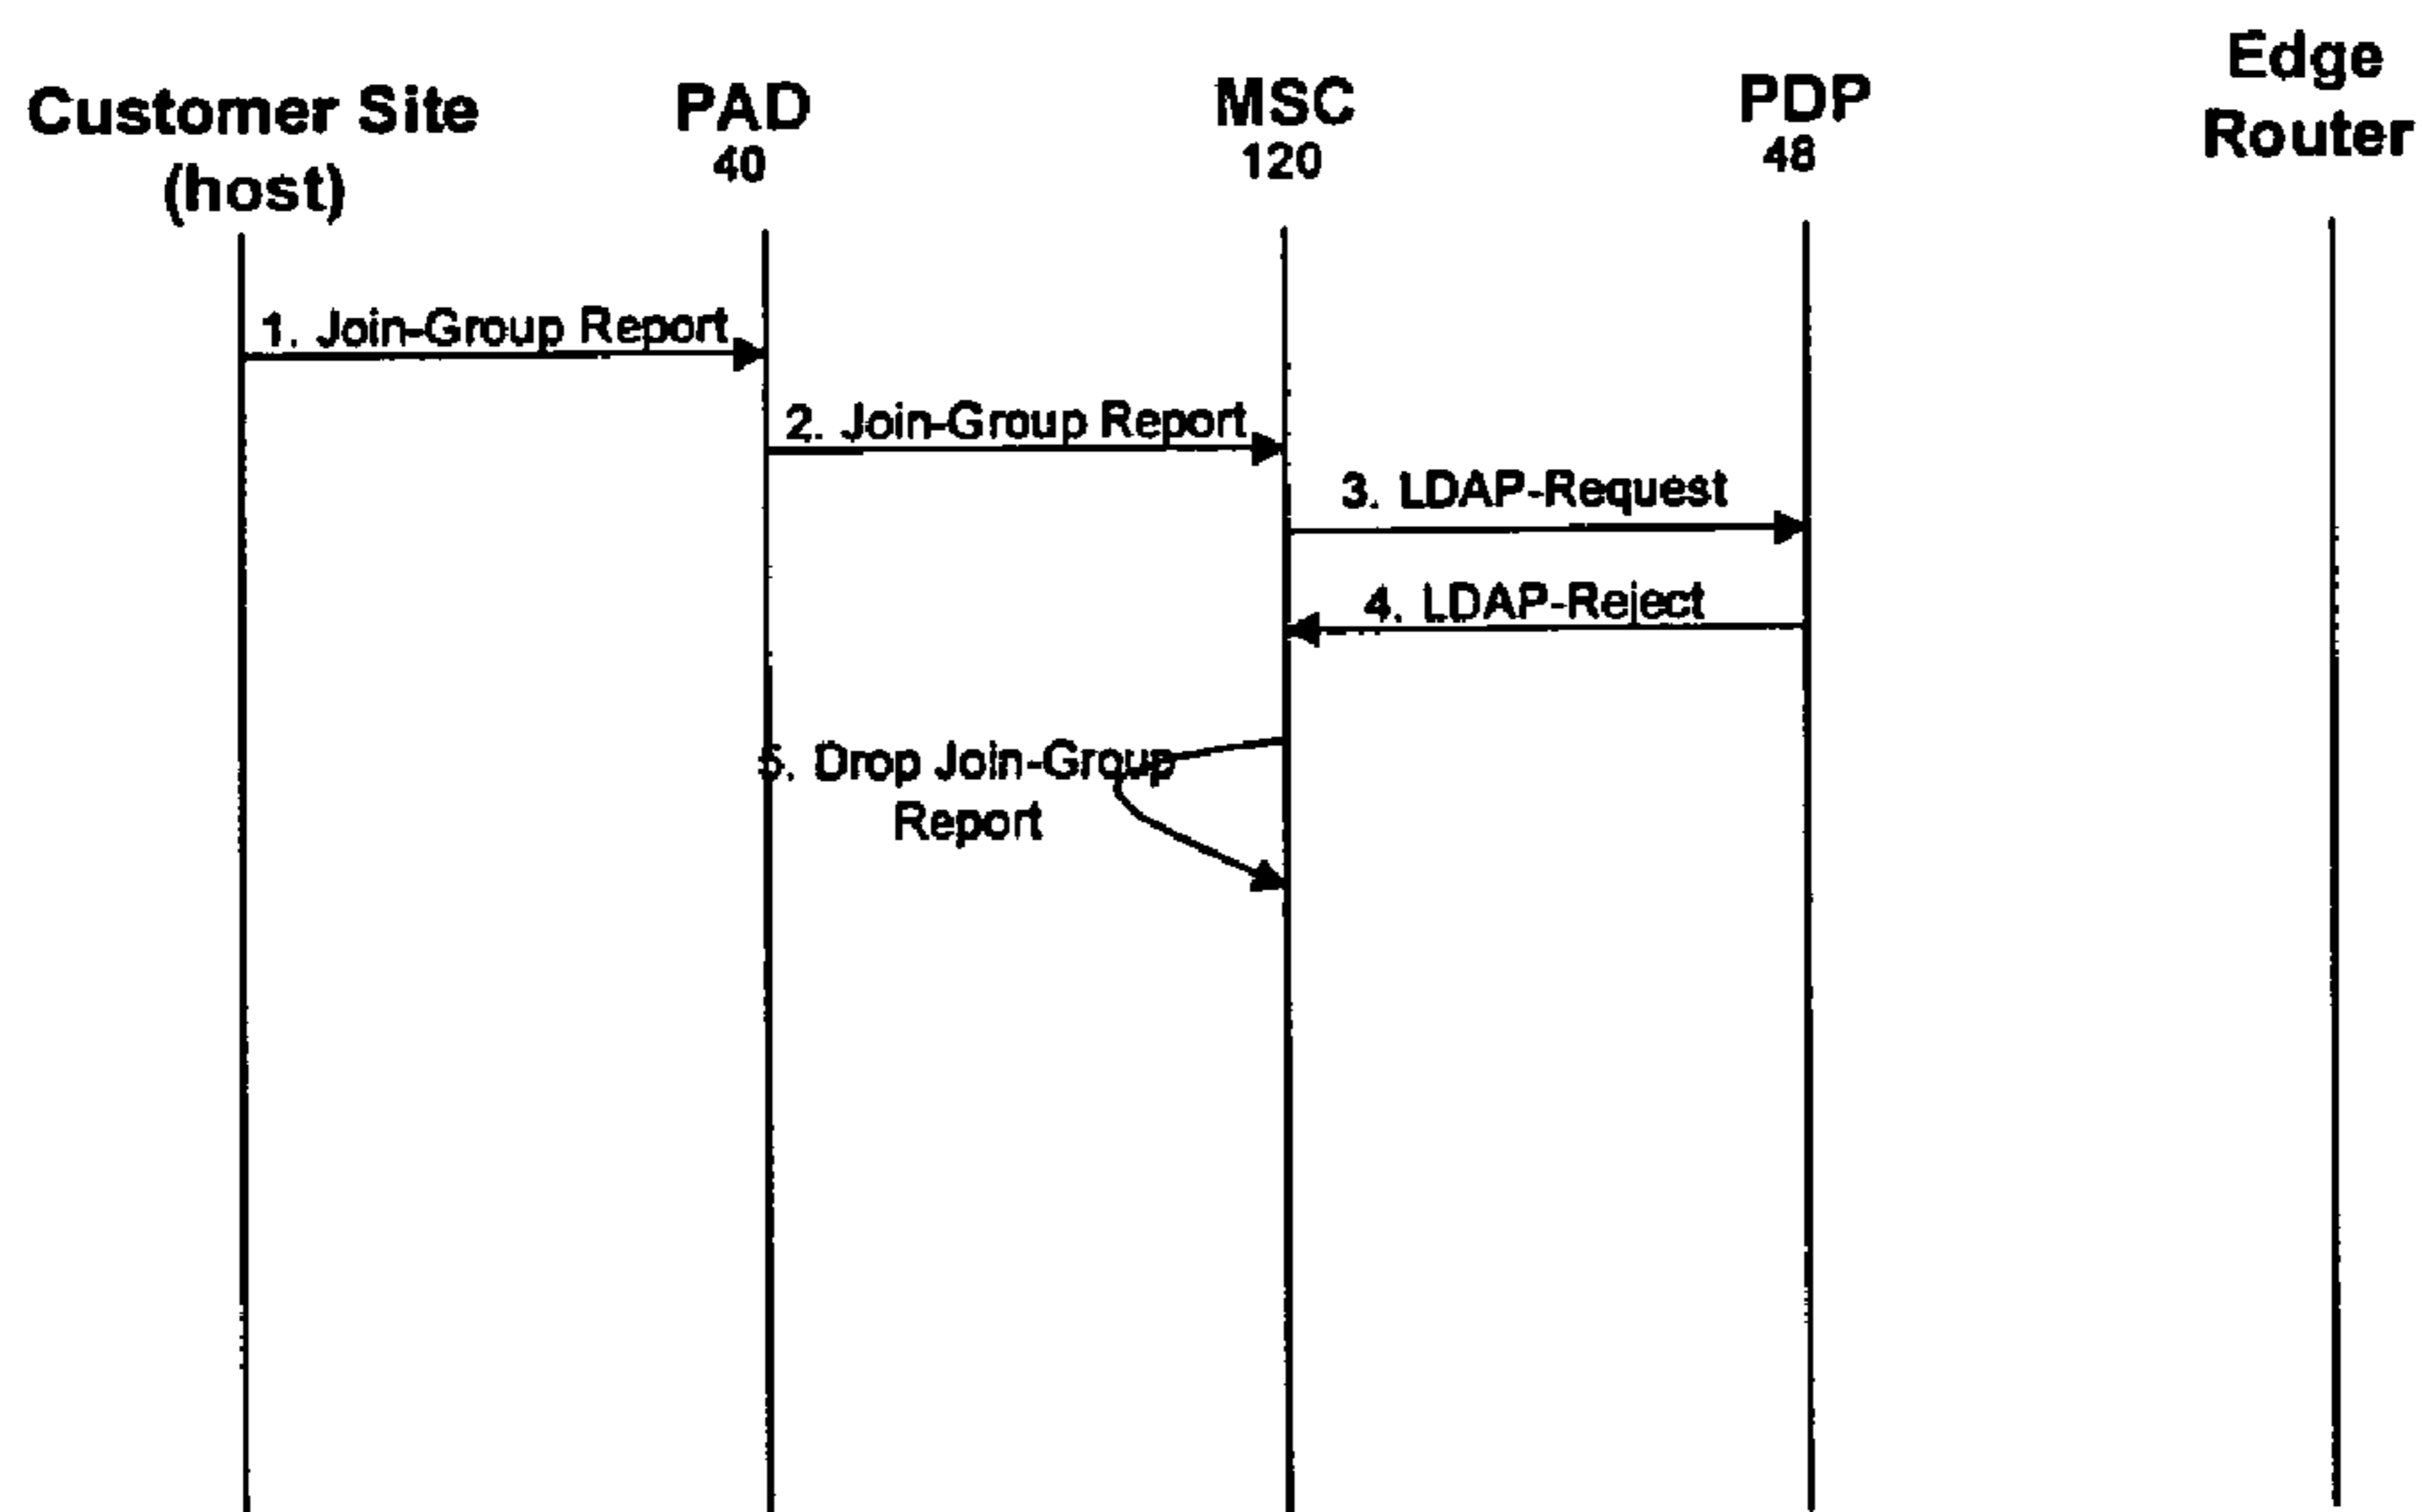 Customer Site
(host)
PAD
40
MSC
120
PDP
48
Edge
Router
1. Join-Group Report
2. Join-Group Report
3. LDAP-Request
4. LDAP-Reject
5. Drop Join-Group
Report